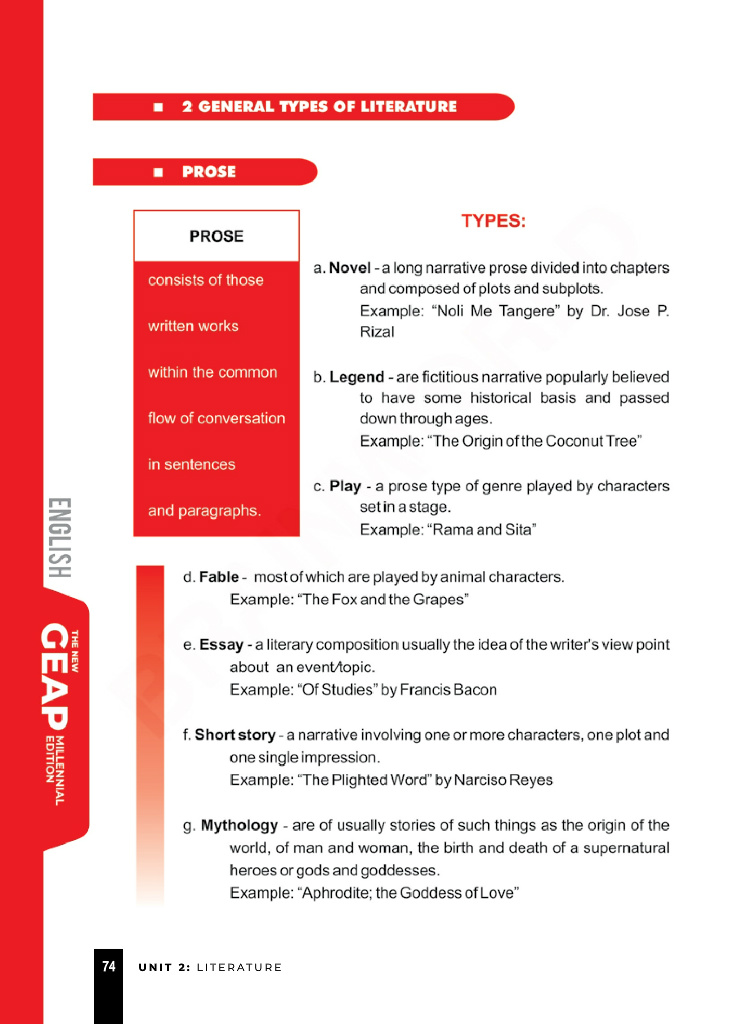 2 GENERAL TYPES OF LITERATURE
PROSE
PROSE
consists of those
written works
within the common
flow of conversation
in sentences
and paragraphs.
TYPES:
a. Novel - a long narrative prose divided into chapters
and composed of plots and subplots.
Example: “Noli Me Tangere” by Dr. Jose P.
Rizal
b. Legend - are fictitious narrative popularly believed
to have some historical basis and passed
down through ages.
Example: “The Origin of the Coconut Tree”
c. Play - a prose type of genre played by characters
set in a stage.
Example: “Rama and Sita”
d. Fable - most of which are played by animal characters.
Example: “The Fox and the Grapes”
e. Essay - a literary composition usually the idea of the writer's view point
about an event/topic.
Example: “Of Studies” by Francis Bacon
f. Short story - a narrative involving one or more characters, one plot and
one single impression.
Example: “The Plighted Word” by Narciso Reyes
g. Mythology - are of usually stories of such things as the origin of the
world, of man and woman, the birth and death of a supernatural
heroes or gods and goddesses.
Example: “Aphrodite; the Goddess of Love”
ENGLISH
THE NEW
GEAP
MILLENNIAL
EDITION
74 UNIT 2: LITERATURE